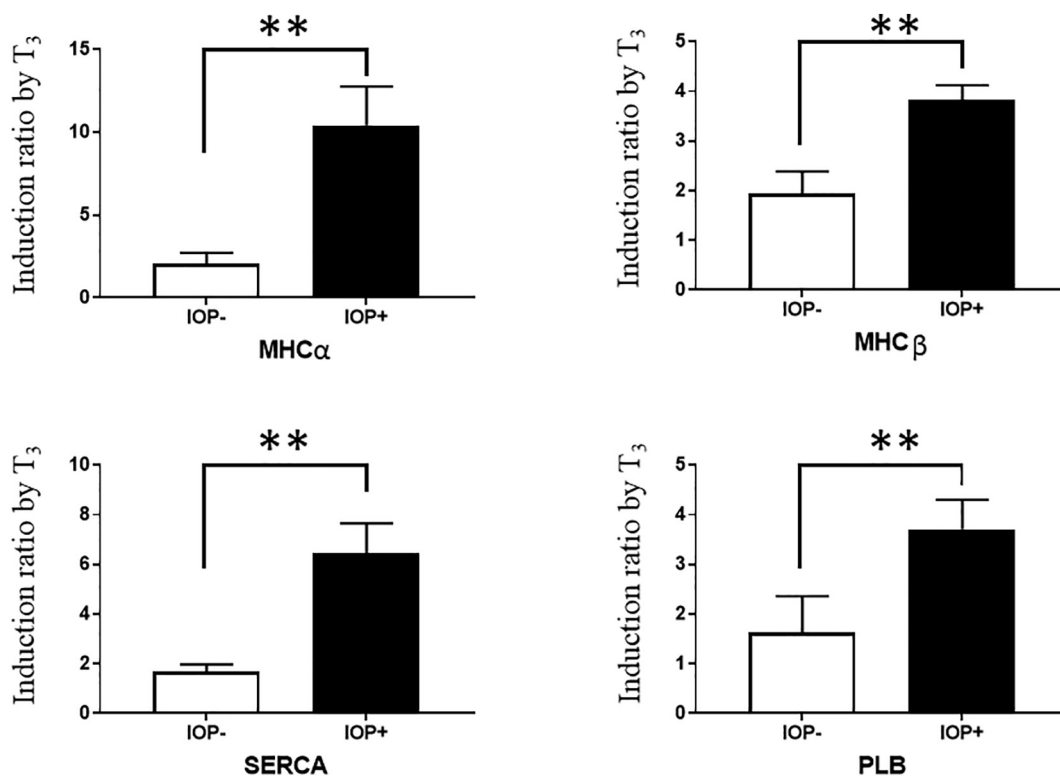 **
Induction ratio by T3
15
10
5
0
IOP-
IOP+
MHCα
**
Induction ratio by T3
5
4
3
2
1
0
IOP-
IOP+
MHCβ
**
Induction ratio by T3
10
8
6
4
2
0
IOP-
IOP+
SERCA
**
Induction ratio by T3
5
4
3
2
1
0
IOP-
IOP+
PLB